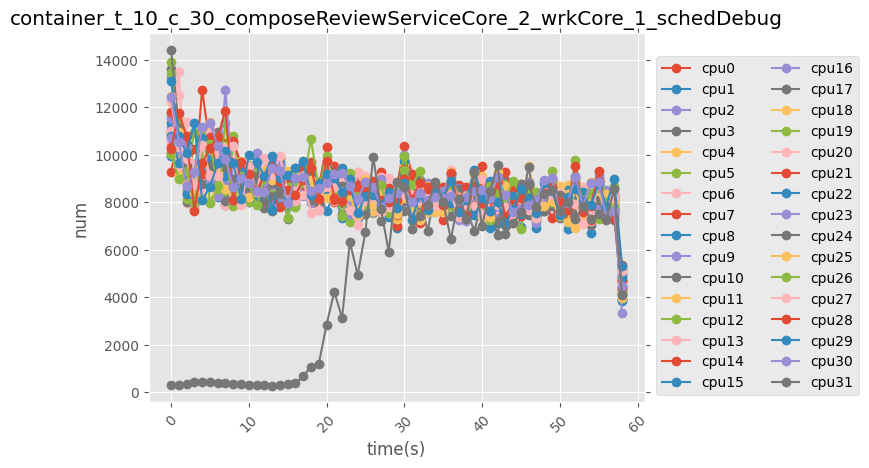 container_t_10_c_30_composeReviewServiceCore_2_wrkCore_1_schedDebug
14000
12000
10000
8000
6000
4000
2000
0
num
0
10
20
30
40
50
60
time(s)
cpu0
cpu1
cpu2
cpu3
cpu4
cpu5
cpu6
cpu7
cpu8
cpu9
cpu10
cpu11
cpu12
cpu13
cpu14
cpu15
cpu16
cpu17
cpu18
cpu19
cpu20
cpu21
cpu22
cpu23
cpu24
cpu25
cpu26
cpu27
cpu28
cpu29
cpu30
cpu31